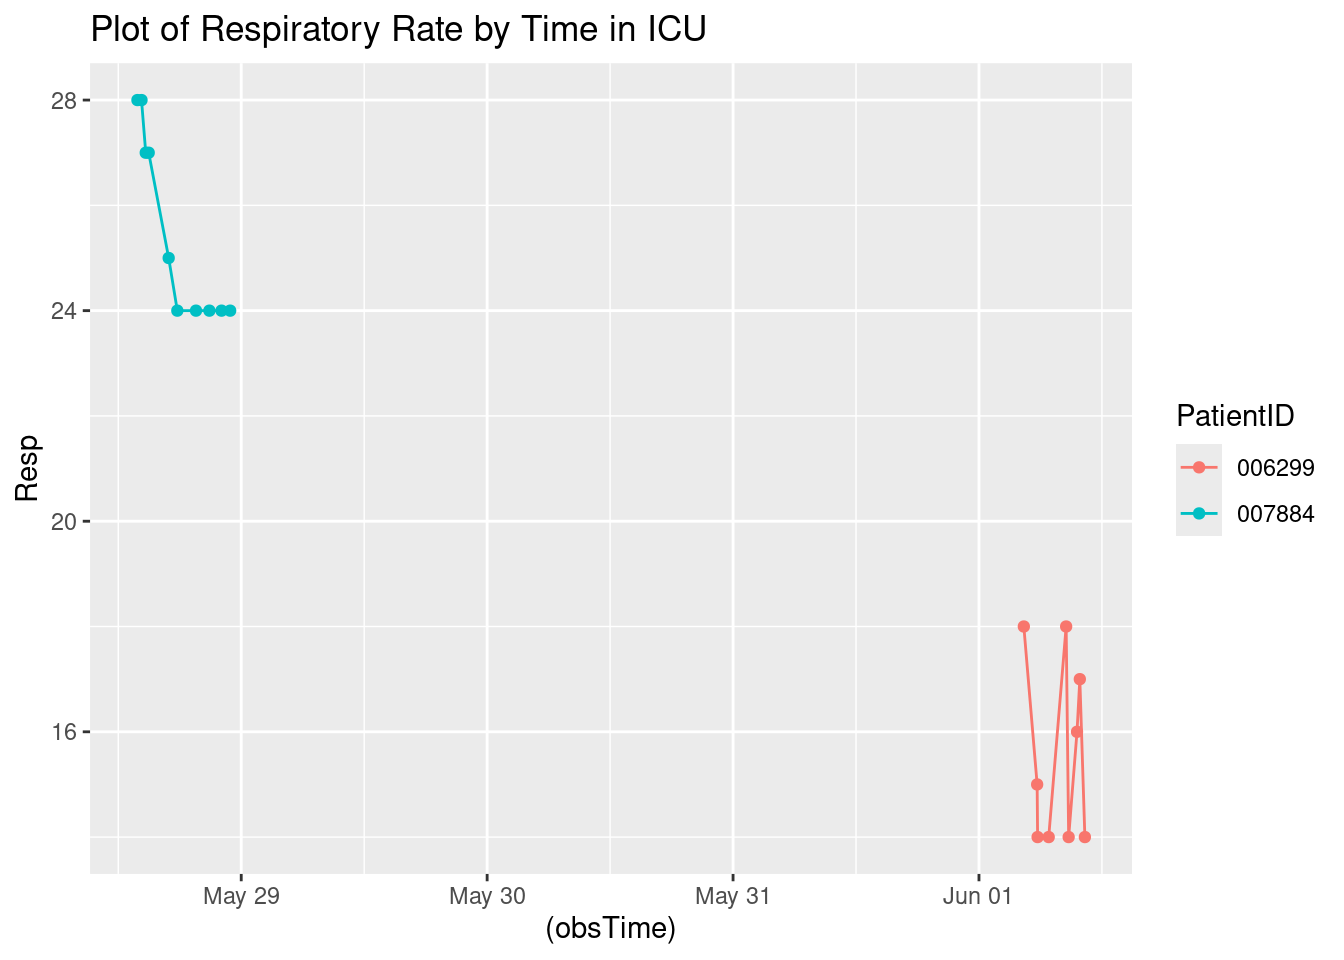 Plot of Respiratory Rate by Time in ICU
28
24
20
16
Resp
May 29
May 30
May 31
Jun 01
(obsTime)
PatientID
006299
007884